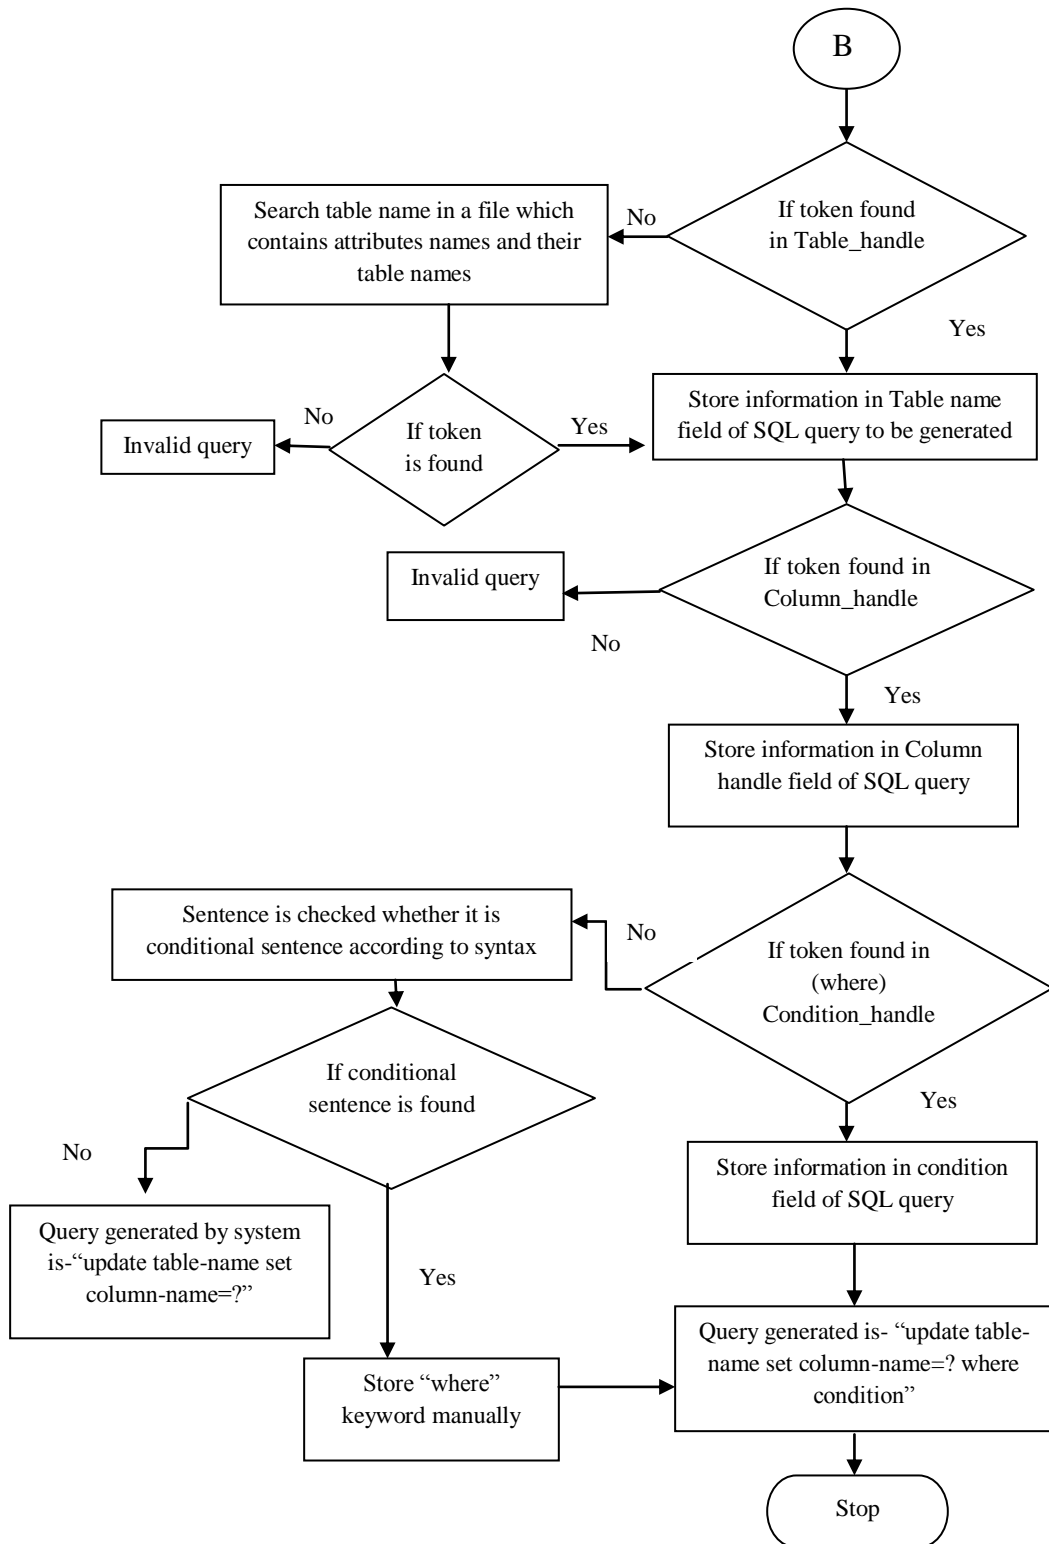 B
If token found
in Table_handle
No
Search table name in a file which
contains attributes names and their
table names
Yes
Store information in Table name
field of SQL query to be generated
If token
is found
No
Yes
Invalid query
If token found in
Column_handle
Invalid query
No
Yes
Store information in Column
handle field of SQL query
If token found in
(where)
Condition_handle
No
Sentence is checked whether it is
conditional sentence according to syntax
If conditional
sentence is found
Yes
Store information in condition
field of SQL query
No
Query generated by system
is-“update table-name set
column-name=?”
Yes
Store “where”
keyword manually
Query generated is- “update table-
name set column-name=? where
condition”
Stop